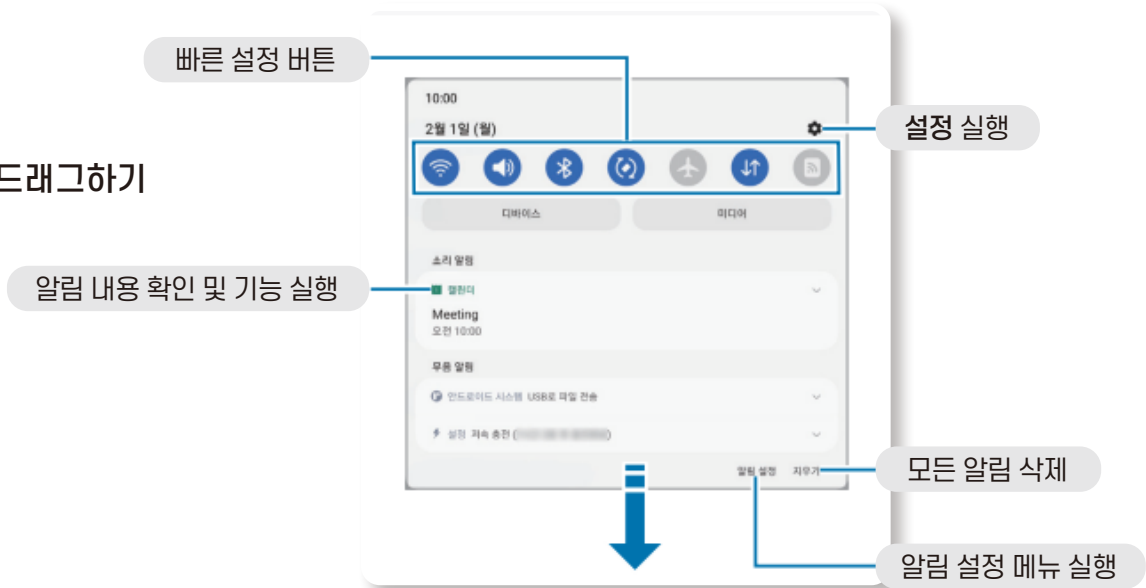 빠른 설정 버튼
10:00
2월 1일 (월)
설정 실행
드래그하기
디바이스
미디어
소리 알림
알림 내용 확인 및 기능 실행
캘린더
Meeting
오전 10:00
무음 알림
안드로이드 시스템 USB로 파일 전송
설정 저속 충전 (
)
알림 설정 지우기
모든 알림 삭제
알림 설정 메뉴 실행